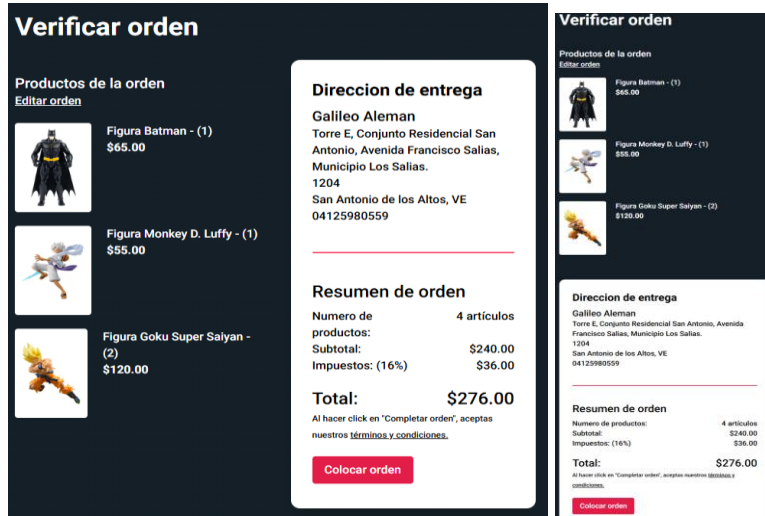 Verificar orden
Productos de la orden
Editar orden
Figura Batman - (1)
$65.00
Figura Monkey D. Luffy - (1)
$55.00
Figura Goku Super Saiyan -
(2)
$120.00
Direccion de entrega
Galileo Aleman
Torre E, Conjunto Residencial San
Antonio, Avenida Francisco Salias,
Municipio Los Salias.
1204
San Antonio de los Altos, VE
04125980559
Resumen de orden
Numero de 4 artículos
productos:
Subtotal: $240.00
Impuestos: (16%) $36.00
Total: $276.00
Al hacer click en "Completar orden", aceptas
nuestros términos y condiciones.
Colocar orden
Verificar orden
Productos de la orden
Editar orden
Figura Batman - (1)
$65.00
Figura Monkey D. Luffy - (1)
$55.00
Figura Goku Super Saiyan - (2)
$120.00
Direccion de entrega
Galileo Aleman
Torre E, Conjunto Residencial San Antonio, Avenida
Francisco Salias, Municipio Los Salias.
1204
San Antonio de los Altos, VE
04125980559
Resumen de orden
Numero de productos: 4 artículos
Subtotal: $240.00
Impuestos: (16%) $36.00
Total: $276.00
Al hacer click en "Completar orden", aceptas nuestros términos y
condiciones.
Colocar orden